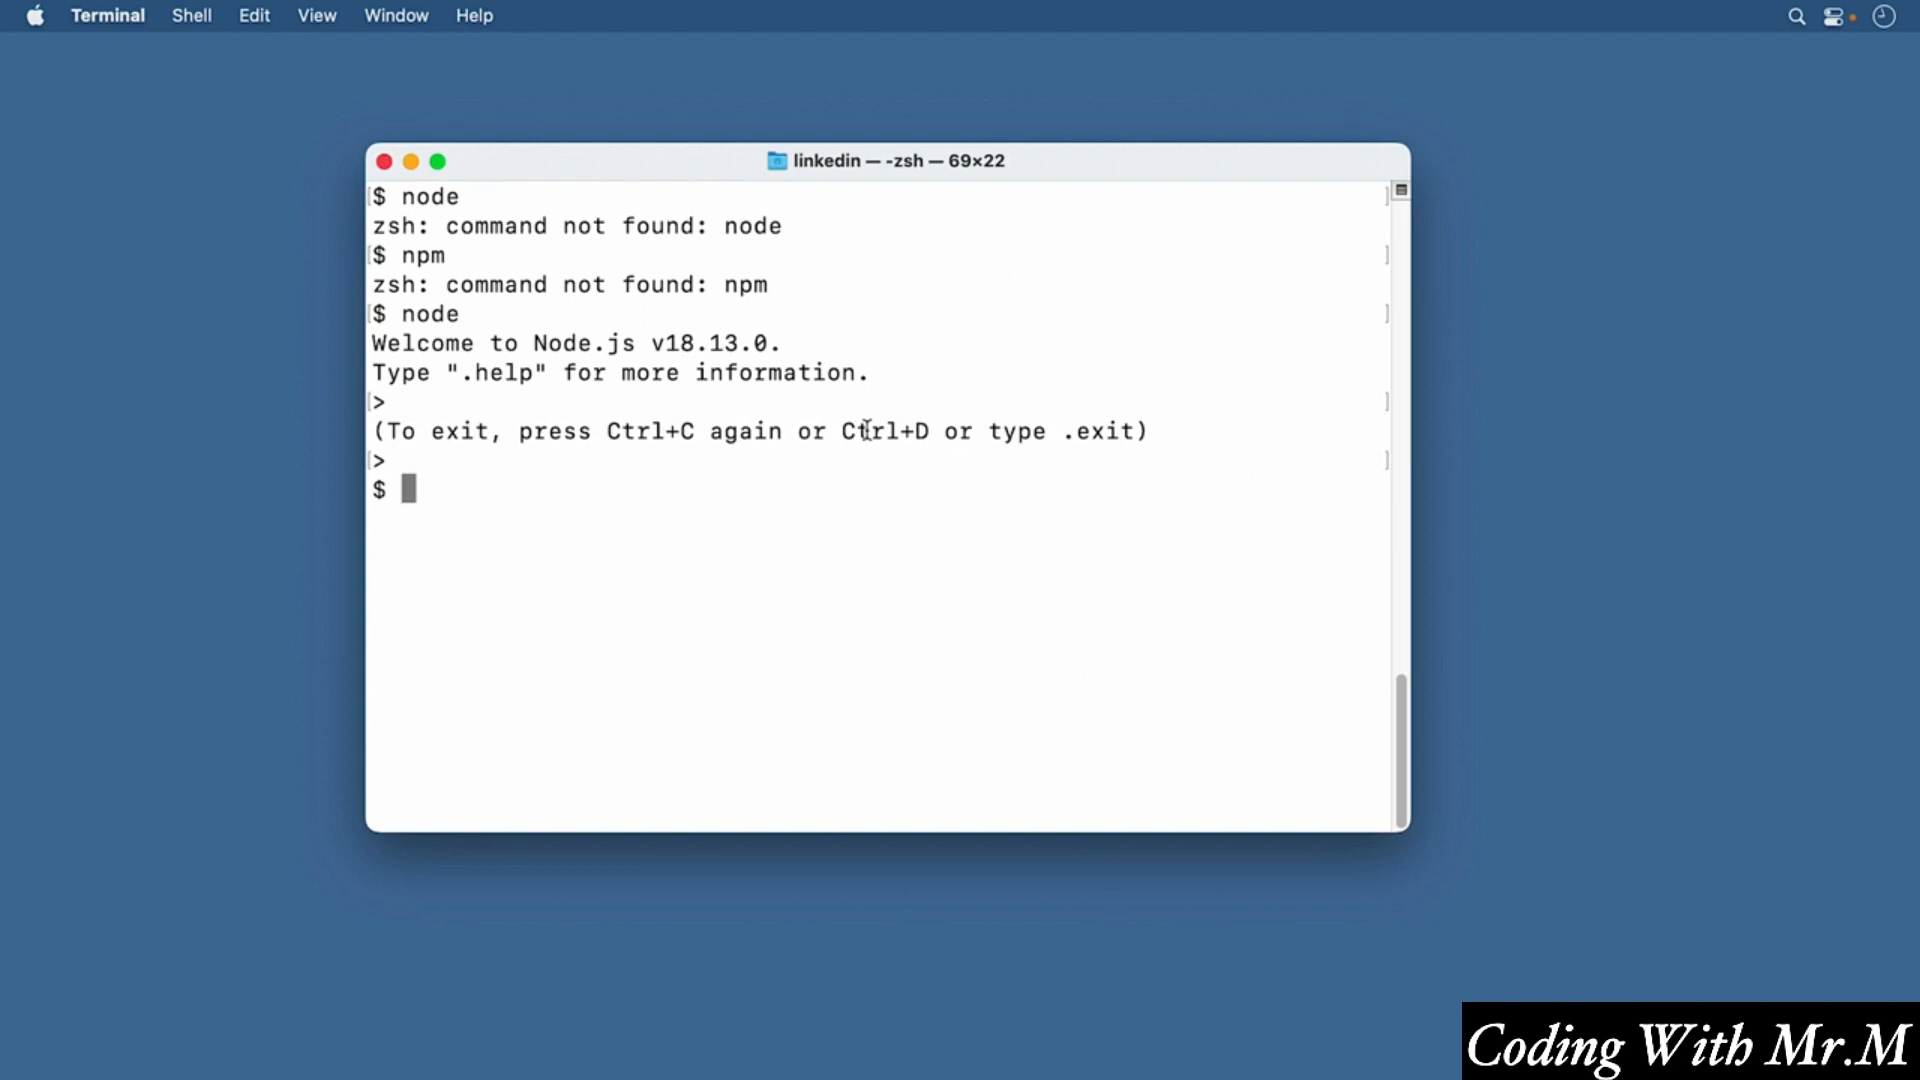 Terminal Shell Edit View Window Help
linkedin — -zsh — 69×22
$ node
zsh: command not found: node
$ npm
zsh: command not found: npm
$ node
Welcome to Node.js v18.13.0.
Type ".help" for more information.
>
(To exit, press Ctrl+C again or Ctrl+D or type .exit)
>
$
Coding With Mr.M